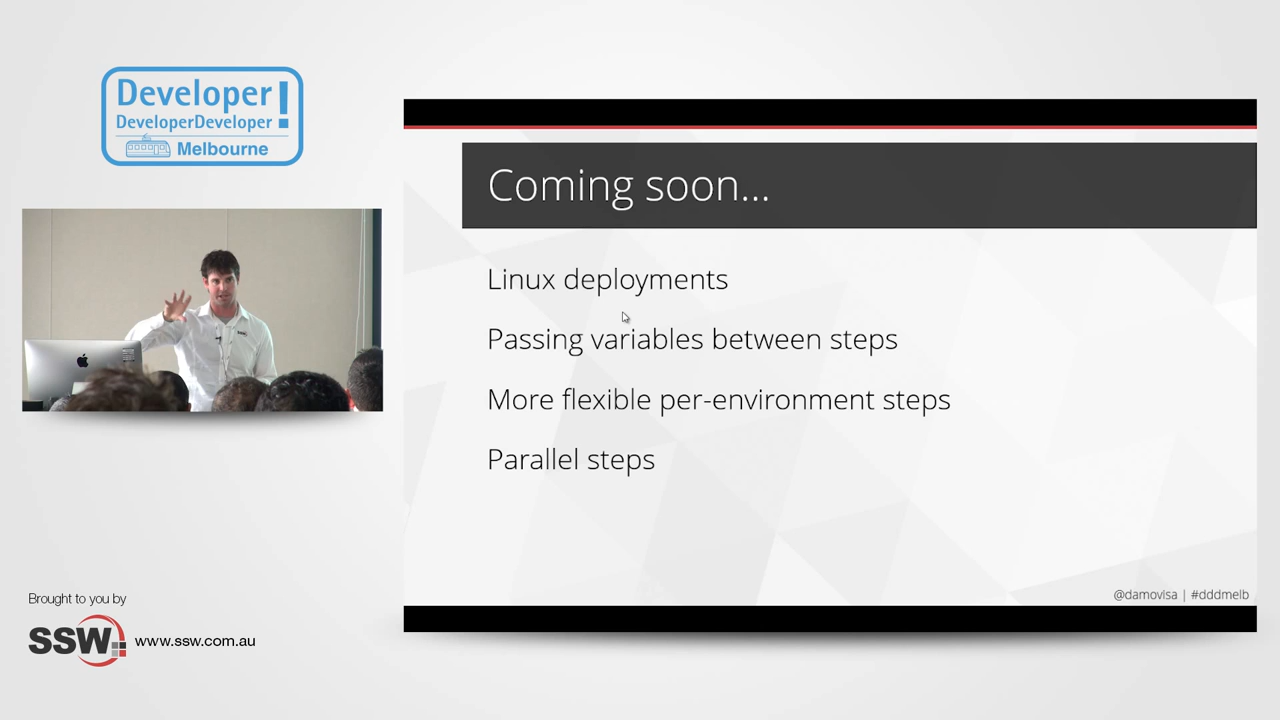 Developer!
DeveloperDeveloper
Melbourne
Coming soon...
Linux deployments
Passing variables between steps
More flexible per-environment steps
Parallel steps
@damovisa | #dddmelb
Brought to you by
SSW
www.ssw.com.au